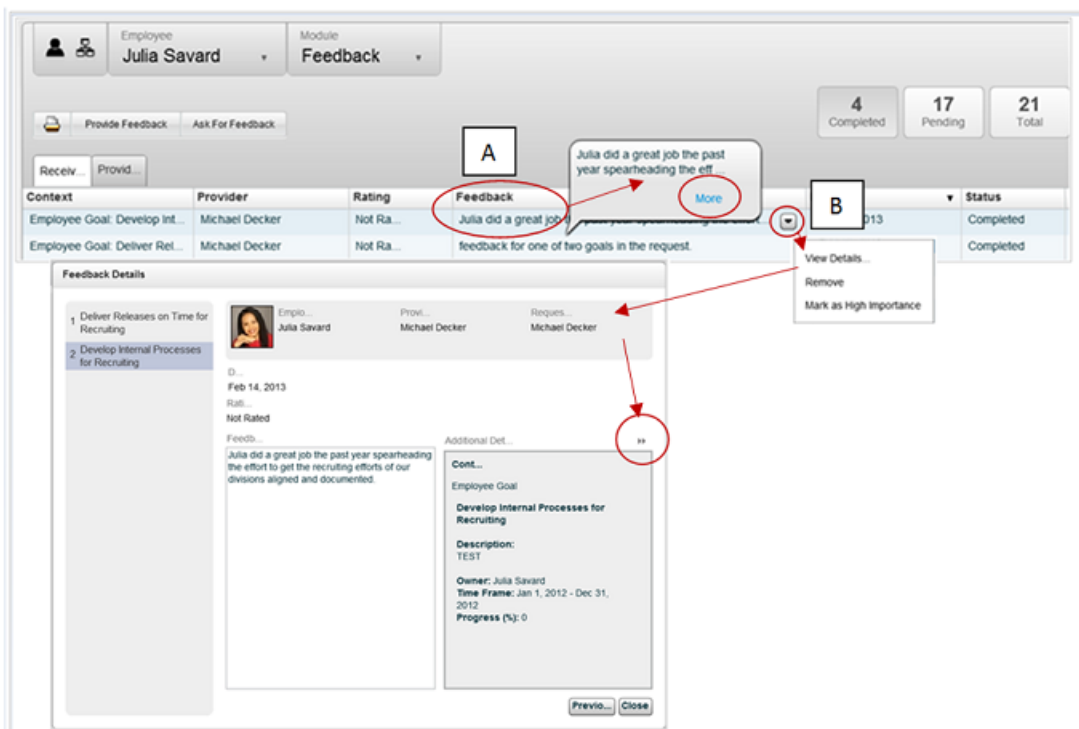 Employee
Julia Savard
Module
Feedback
4
Completed
17
Pending
21
Total
Provide Feedback
Ask For Feedback
A
Julia did a great job the past
year spearheading the eff ...
More
B
Receiv...
Provid...
Context
Provider
Rating
Feedback
Status
Employee Goal: Develop Int...
Michael Decker
Not Ra...
Julia did a great job
Completed
Employee Goal: Deliver Rel...
Michael Decker
Not Ra...
feedback for one of two goals in the request.
Completed
View Details...
Remove
Mark as High Importance
Feedback Details
1 Deliver Releases on Time for
Recruiting
2 Develop Internal Processes
for Recruiting
Emplo...
Julia Savard
Provi...
Michael Decker
Reques...
Michael Decker
D...
Feb 14, 2013
Rati...
Not Rated
Feedb...
Julia did a great job the past year spearheading
the effort to get the recruiting efforts of our
divisions aligned and documented.
Additional Det...
»
Cont...
Employee Goal
Develop Internal Processes for
Recruiting
Description:
TEST
Owner: Julia Savard
Time Frame: Jan 1, 2012 - Dec 31,
2012
Progress (%): 0
Previo...
Close